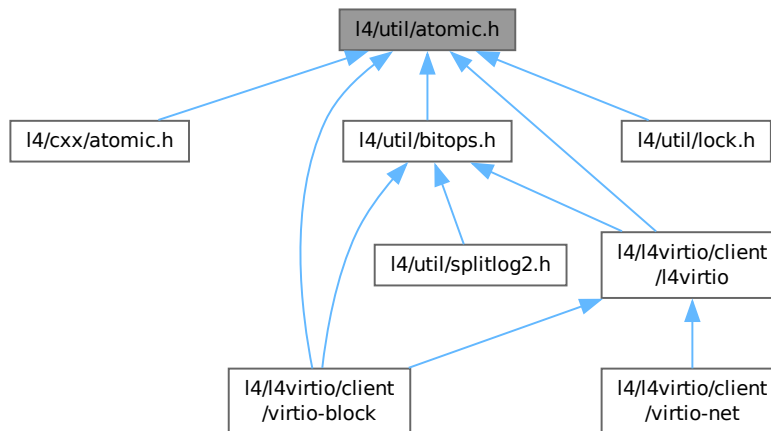 l4/util/atomic.h
l4/cxx/atomic.h
l4/util/bitops.h
l4/util/lock.h
l4/util/splitlog2.h
l4/l4virtio/client
/l4virtio
l4/l4virtio/client
/virtio-block
l4/l4virtio/client
/virtio-net